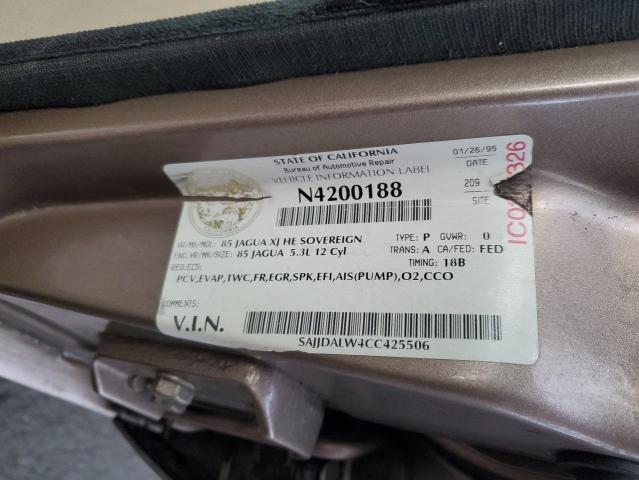 STATE OF CALIFORNIA
Bureau of Automotive Repair
VEHICLE INFORMATION LABEL
01/26/95
DATE
N4200188
209
SITE
YR/MK/MDL: 85 JAGUA XJ HE SOVEREIGN TYPE: P GVWR: 0
ENG.YR/MK/SIZE: 85 JAGUA 5.3L 12 Cyl TRANS: A CA/FED: FED
REQ.ECS: TIMING: 18B
PCV,EVAP,TWC,FR,EGR,SPK,EFI,AIS(PUMP),O2,CCO
COMMENTS:
V.I.N.
SAJJDALW4CC425506